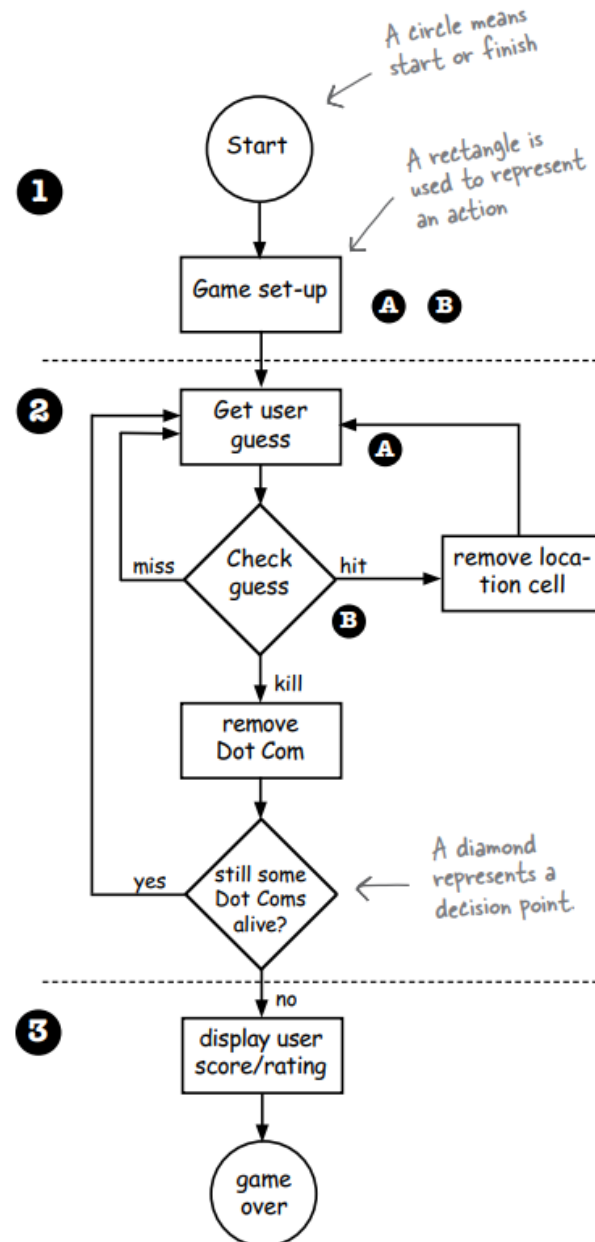 A circle means
start or finish
Start
A rectangle is
used to represent
an action
1
Game set-up
A B
2
Get user
guess
A
miss
Check
guess
hit
remove loca-
tion cell
B
kill
remove
Dot Com
yes
still some
Dot Coms
alive?
A diamond
represents a
decision point.
no
3
display user
score/rating
game
over